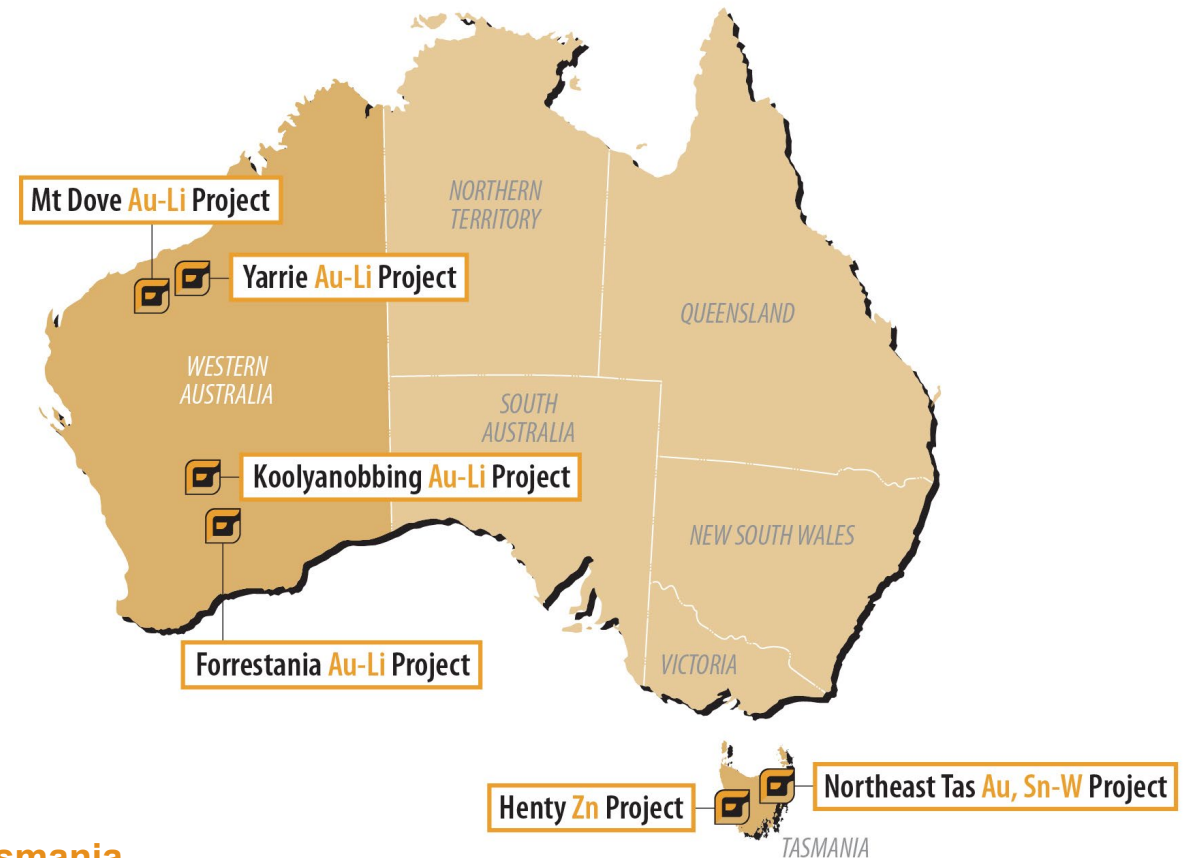 Mt Dove Au-Li Project
NORTHERN
TERRITORY
Yarrie Au-Li Project
QUEENSLAND
WESTERN
AUSTRALIA
SOUTH
AUSTRALIA
Koolyanobbing Au-Li Project
NEW SOUTH WALES
Forrestania Au-Li Project
VICTORIA
Northeast Tas Au, Sn-W Project
Henty Zn Project
TASMANIA
smania